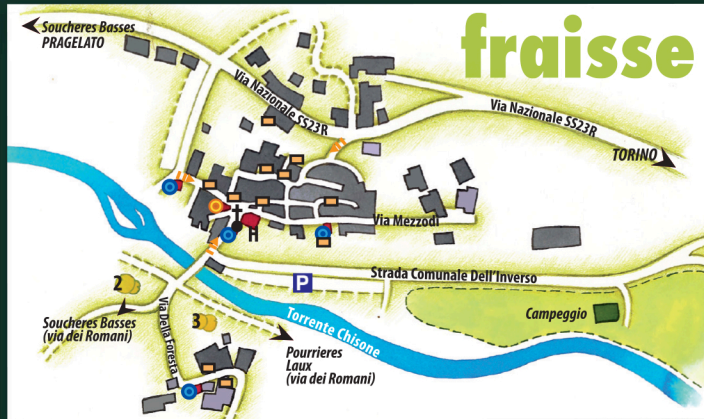 fraisse
Soucheres Basses
PRAGELATO
Via Nazionale SS23R
Via Nazionale SS23R
TORINO
Via Mezzodì
H
P
Strada Comunale Dell'Inverso
Campeggio
Torrente Chisone
2
Soucheres Basses
(via dei Romani)
Via Della Foresta
3
Pourrieres
Laux
(via dei Romani)